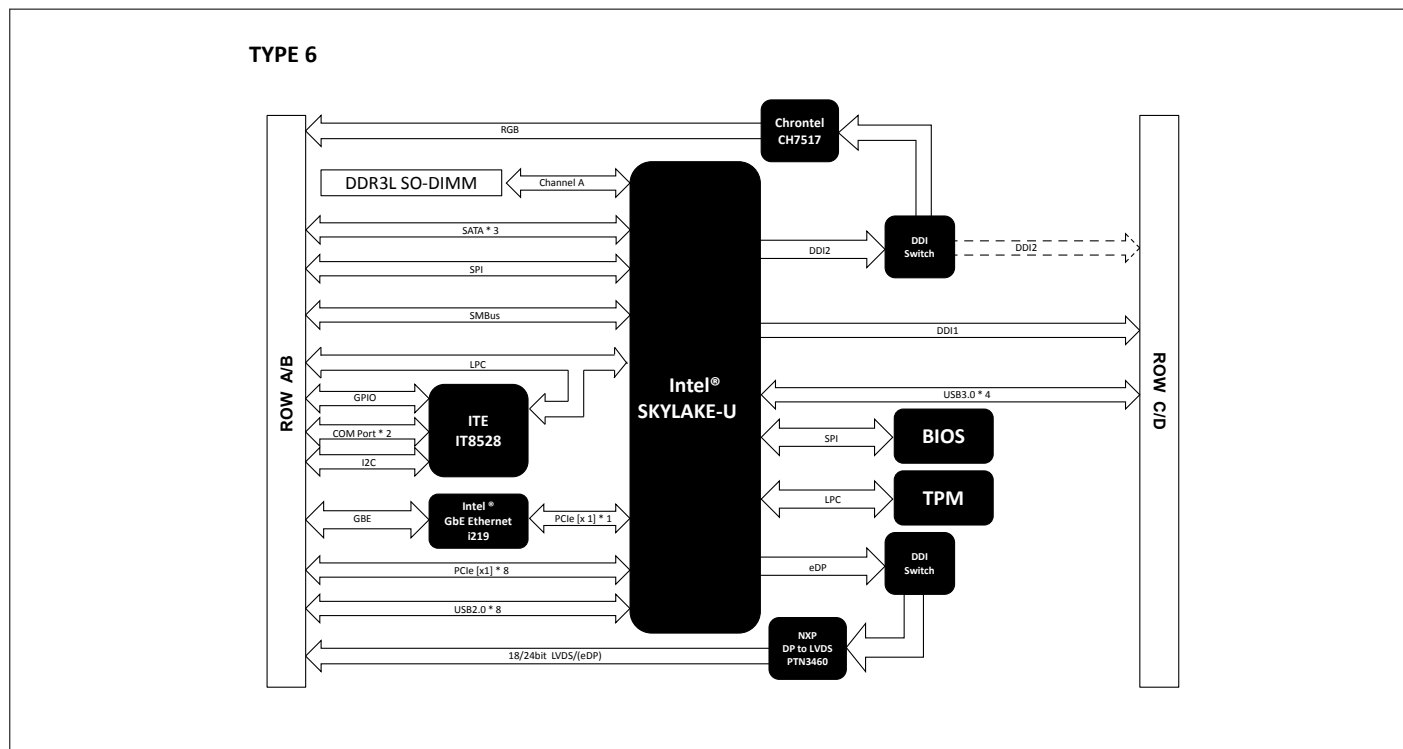 TYPE 6
Chrontel
CH7517
RGB
DDR3L SO-DIMM
Channel A
SATA * 3
DDI2
DDI
Switch
DDI2
SPI
SMBus
DDI1
LPC
Intel®
SKYLAKE-U
ROW A/B
ROW C/D
GPIO
USB3.0 * 4
ITE
IT8528
COM Port * 2
SPI
BIOS
I2C
LPC
TPM
Intel ®
GbE Ethernet
i219
GBE
PCIe [x 1] * 1
PCIe [x1] * 8
eDP
DDI
Switch
USB2.0 * 8
NXP
DP to LVDS
PTN3460
18/24bit LVDS/(eDP)